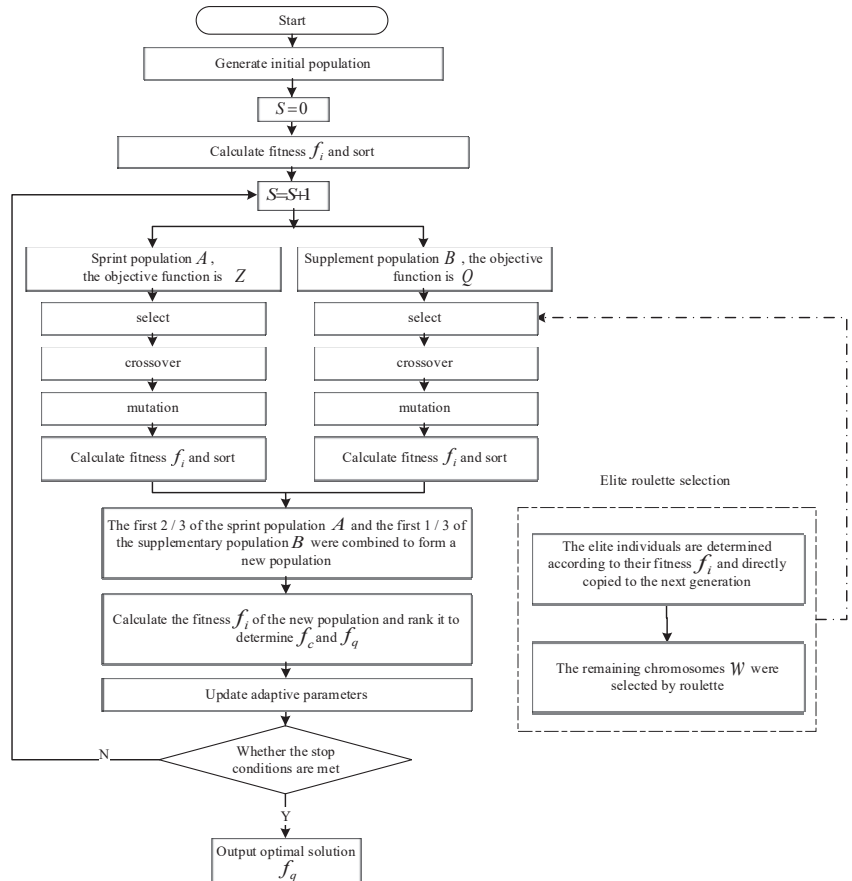 Start
Generate initial population
S=0
Calculate fitness f_i and sort
S=S+1
Sprint population A ,
the objective function is Z
Supplement population B , the objective
function is Q
select
select
crossover
crossover
mutation
mutation
Calculate fitness f_i and sort
Calculate fitness f_i and sort
Elite roulette selection
The first 2 / 3 of the sprint population A and the first 1 / 3 of
the supplementary population B were combined to form a
new population
The elite individuals are determined
according to their fitness f_i and directly
copied to the next generation
Calculate the fitness f_i of the new population and rank it to
determine f_c and f_q
The remaining chromosomes W were
selected by roulette
Update adaptive parameters
N
Whether the stop
conditions are met
Y
Output optimal solution
f_q